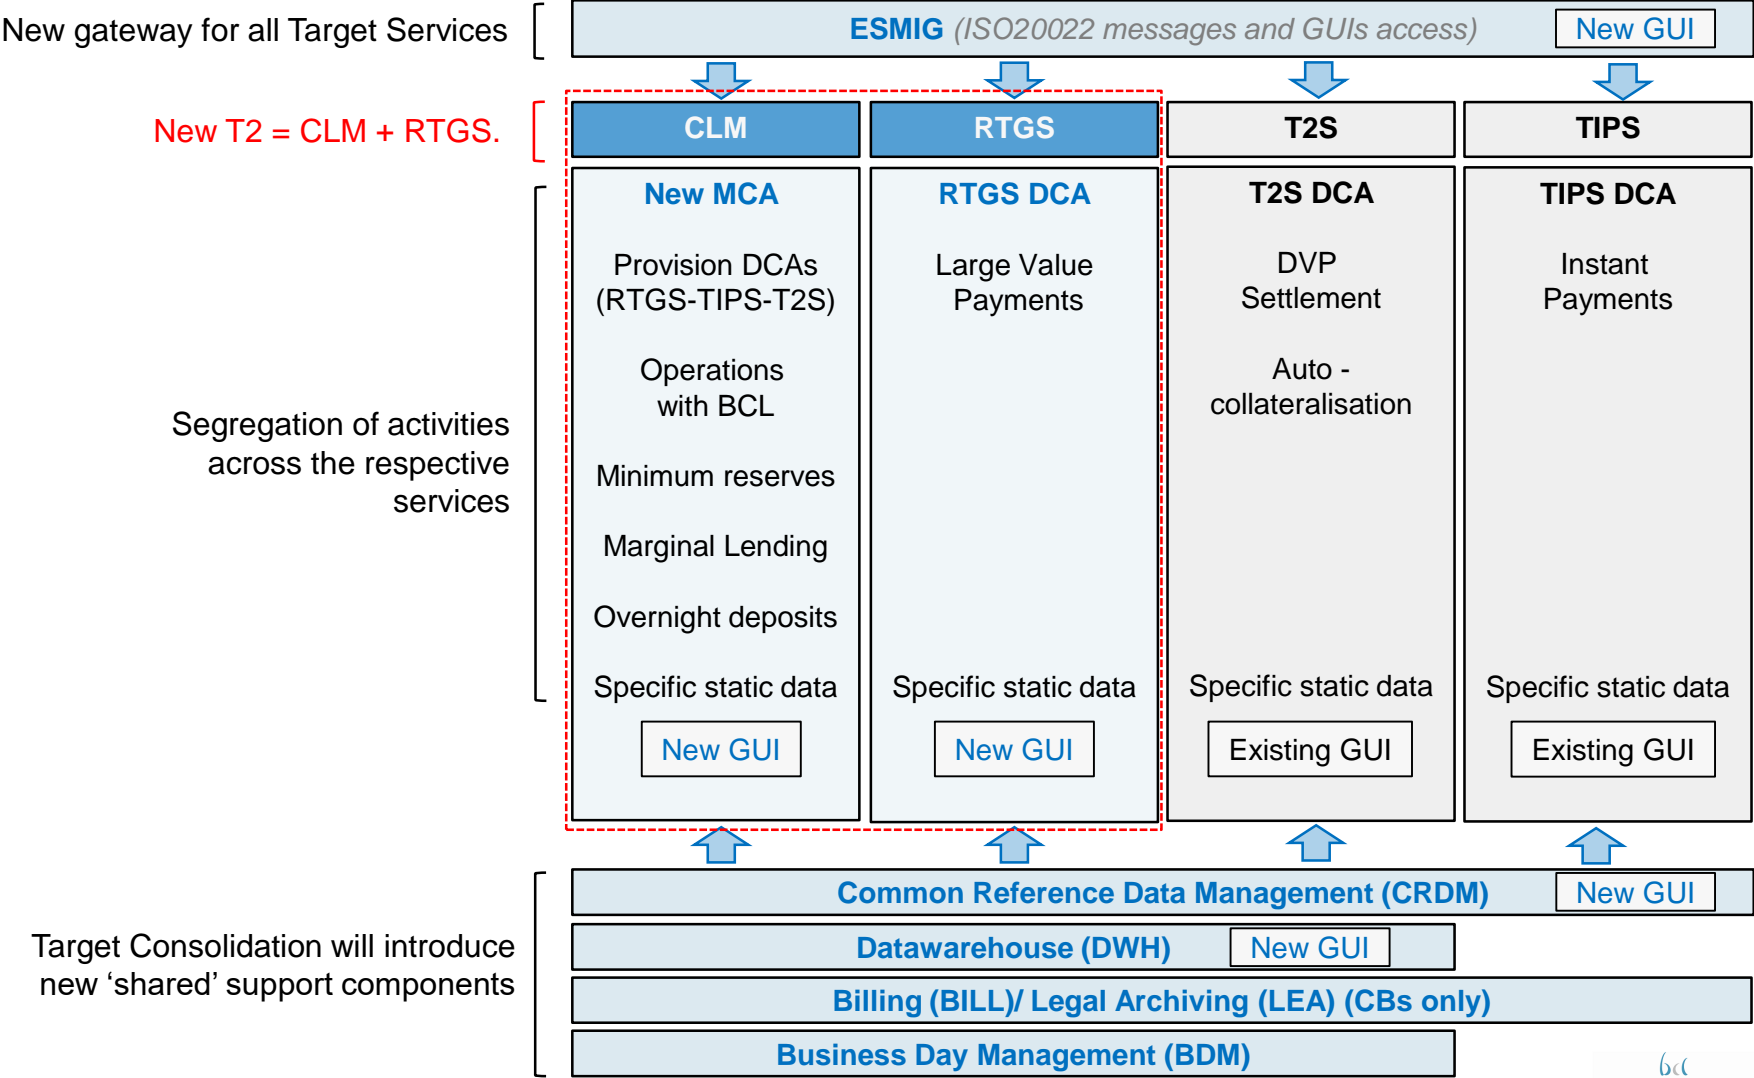 New gateway for all Target Services
ESMIG (ISO20022 messages and GUIs access)
New GUI
New T2 = CLM + RTGS.
CLM
RTGS
T2S
TIPS
Segregation of activities
across the respective
services
New MCA
Provision DCAs
(RTGS-TIPS-T2S)
Operations
with BCL
Minimum reserves
Marginal Lending
Overnight deposits
Specific static data
New GUI
RTGS DCA
Large Value
Payments
Specific static data
New GUI
T2S DCA
DVP
Settlement
Auto -
collateralisation
Specific static data
Existing GUI
TIPS DCA
Instant
Payments
Specific static data
Existing GUI
Target Consolidation will introduce
new ‘shared’ support components
Common Reference Data Management (CRDM)
New GUI
Datawarehouse (DWH)
New GUI
Billing (BILL)/ Legal Archiving (LEA) (CBs only)
Business Day Management (BDM)
bcl